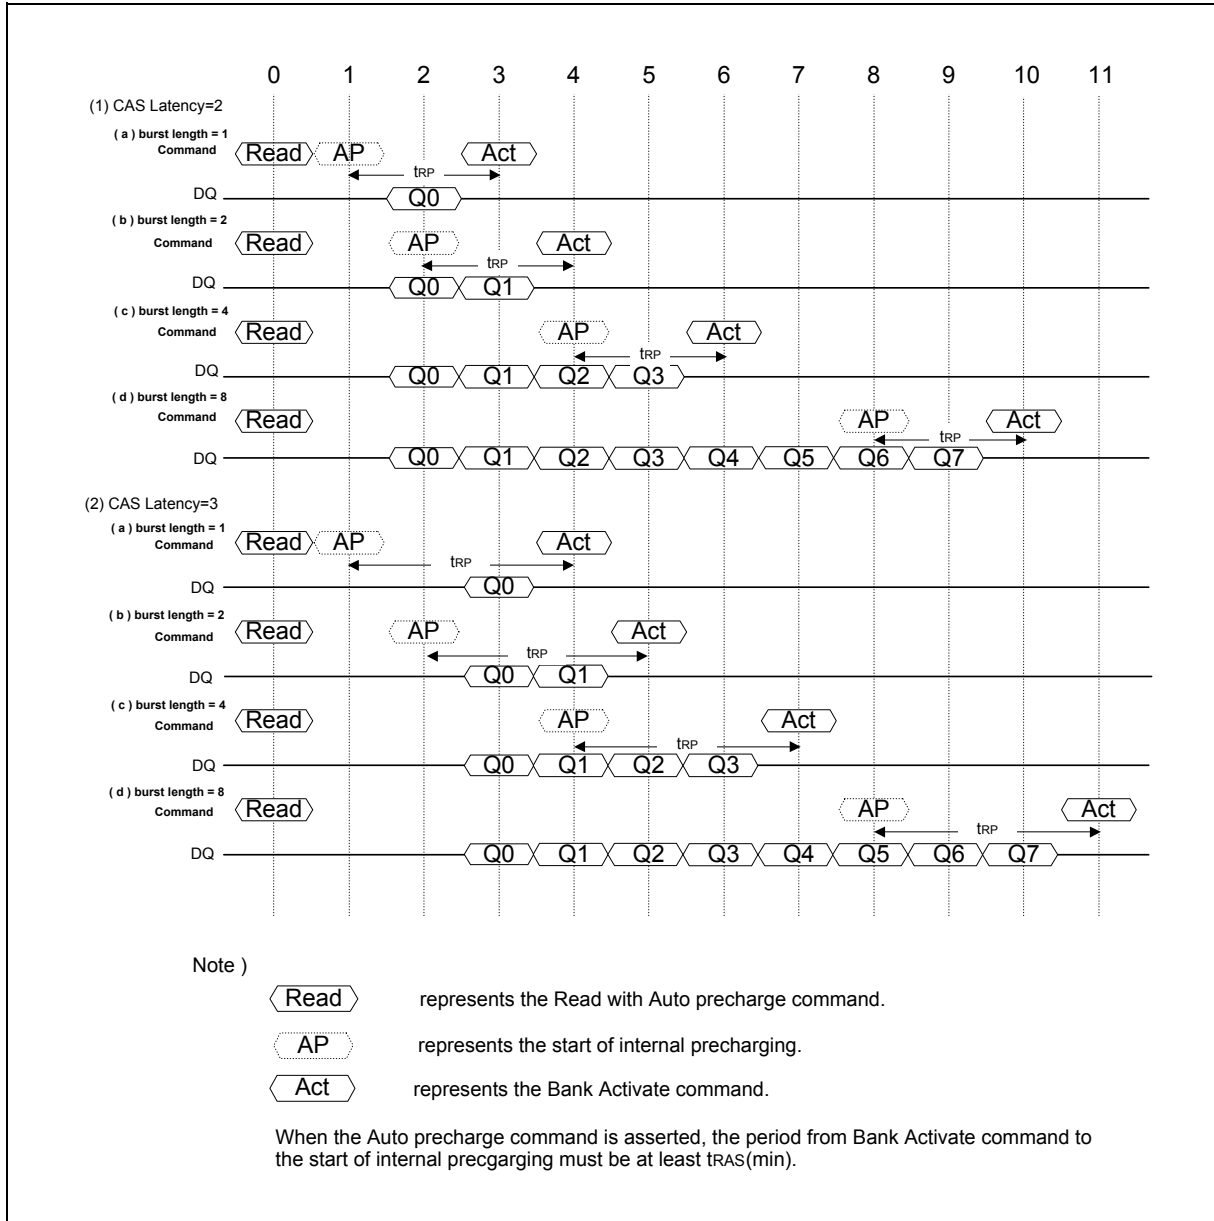 0 1 2 3 4 5 6 7 8 9 10 11
(1) CAS Latency=2
( a ) burst length = 1
Command
Read AP Act
tRP
DQ Q0
( b ) burst length = 2
Command Read AP Act
tRP
DQ Q0 Q1
( c ) burst length = 4
Command Read AP Act
tRP
DQ Q0 Q1 Q2 Q3
( d ) burst length = 8
Command Read AP Act
tRP
DQ Q0 Q1 Q2 Q3 Q4 Q5 Q6 Q7
(2) CAS Latency=3
( a ) burst length = 1
Command Read AP Act
tRP
DQ Q0
( b ) burst length = 2
Command Read AP Act
tRP
DQ Q0 Q1
( c ) burst length = 4
Command Read AP Act
tRP
DQ Q0 Q1 Q2 Q3
( d ) burst length = 8
Command Read AP Act
tRP
DQ Q0 Q1 Q2 Q3 Q4 Q5 Q6 Q7
Note )
Read represents the Read with Auto precharge command.
AP represents the start of internal precharging.
Act represents the Bank Activate command.
When the Auto precharge command is asserted, the period from Bank Activate command to
the start of internal precgarging must be at least tRAS(min).